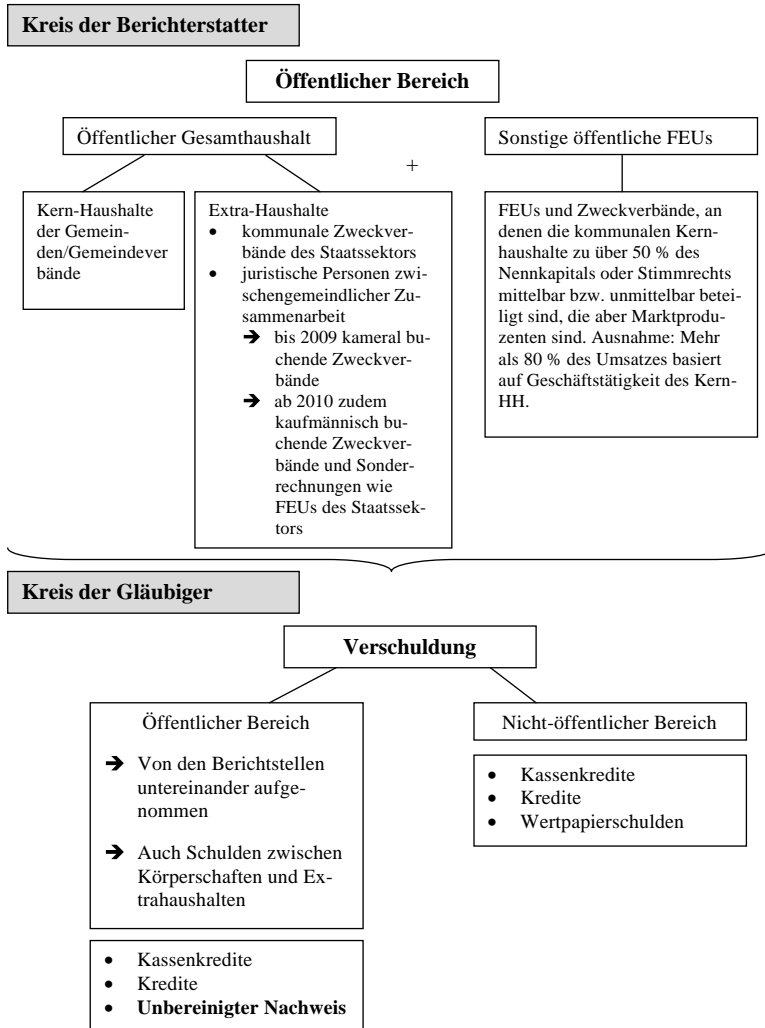 Kreis der Berichterstatter
Öffentlicher Bereich
Öffentlicher Gesamthaushalt
+
Sonstige öffentliche FEUs
Kern-Haushalte
der Gemein-
den/Gemeindever
bände
Extra-Haushalte
• kommunale Zweckver-
bände des Staatssektors
• juristische Personen zwi-
schengemeindlicher Zu-
sammenarbeit
➔ bis 2009 kameral bu-
chende Zweckver-
bände
➔ ab 2010 zudem
kaufmännisch bu-
chende Zweckver-
bände und Sonder-
rechnungen wie
FEUs des Staatssek-
tors
FEUs und Zweckverbände, an
denen die kommunalen Kern-
haushalte zu über 50 % des
Nennkapitals oder Stimmrechts
mittelbar bzw. unmittelbar betei-
ligt sind, die aber Marktprodu-
zenten sind. Ausnahme: Mehr
als 80 % des Umsatzes basiert
auf Geschäftstätigkeit des Kern-
HH.
Kreis der Gläubiger
Verschuldung
Öffentlicher Bereich
➔ Von den Berichtstellen
untereinander aufge-
nommen
➔ Auch Schulden zwischen
Körperschaften und Ex-
trahaushalten
• Kassenkredite
• Kredite
• Unbereinigter Nachweis
Nicht-öffentlicher Bereich
• Kassenkredite
• Kredite
• Wertpapierschulden